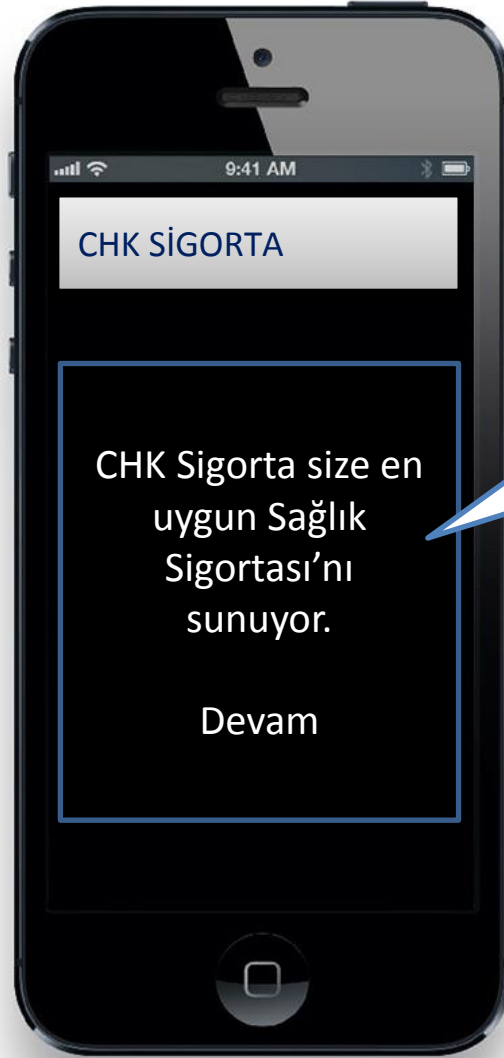 9:41 AM
CHK SİGORTA
CHK Sigorta size en
uygun Sağlık
Sigortası’nı
sunuyor.
Devam